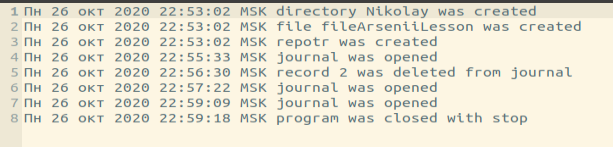 1 Пн 26 окт 2020 22:53:02 MSK directory Nikolay was created
2 Пн 26 окт 2020 22:53:02 MSK file fileArseniiLesson was created
3 Пн 26 окт 2020 22:53:02 MSK repotr was created
4 Пн 26 окт 2020 22:55:33 MSK journal was opened
5 Пн 26 окт 2020 22:56:30 MSK record 2 was deleted from journal
6 Пн 26 окт 2020 22:57:22 MSK journal was opened
7 Пн 26 окт 2020 22:59:09 MSK journal was opened
8 Пн 26 окт 2020 22:59:18 MSK program was closed with stop